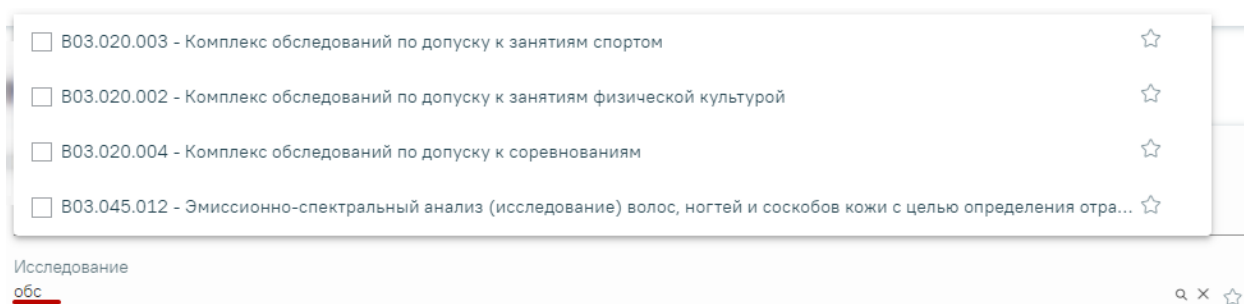 B03.020.003 - Комплекс обследований по допуску к занятиям спортом
B03.020.002 - Комплекс обследований по допуску к занятиям физической культурой
B03.020.004 - Комплекс обследований по допуску к соревнованиям
B03.045.012 - Эмиссионно-спектральный анализ (исследование) волос, ногтей и соскобов кожи с целью определения отра...
Исследование
обс